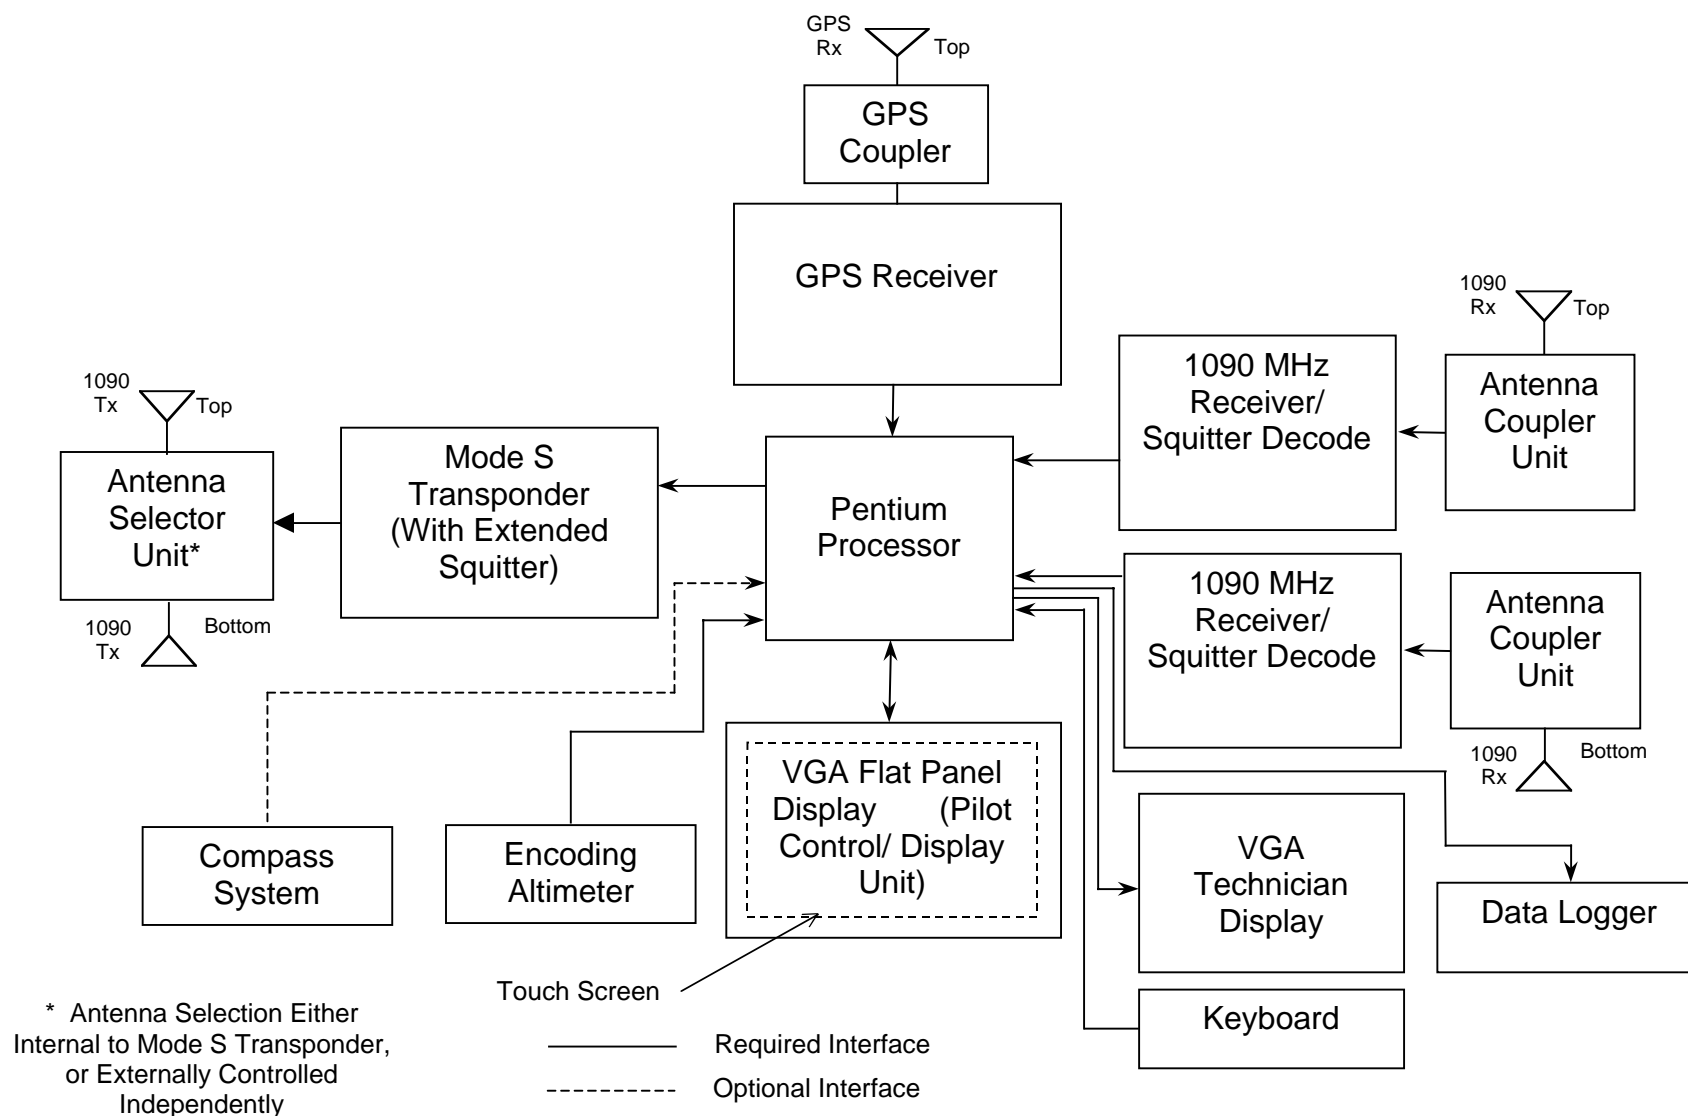 GPS
Rx
Top
GPS
Coupler
GPS Receiver
1090
Rx
Top
1090 MHz
Receiver/
Squitter Decode
Antenna
Coupler
Unit
1090
Tx
Top
Antenna
Selector
Unit*
1090
Tx
Bottom
Mode S
Transponder
(With Extended
Squitter)
Pentium
Processor
1090 MHz
Receiver/
Squitter Decode
Antenna
Coupler
Unit
1090
Rx
Bottom
Compass
System
Encoding
Altimeter
VGA Flat Panel
Display (Pilot
Control/ Display
Unit)
VGA
Technician
Display
Data Logger
Touch Screen
Keyboard
* Antenna Selection Either
Internal to Mode S Transponder,
or Externally Controlled
Independently
Required Interface
Optional Interface